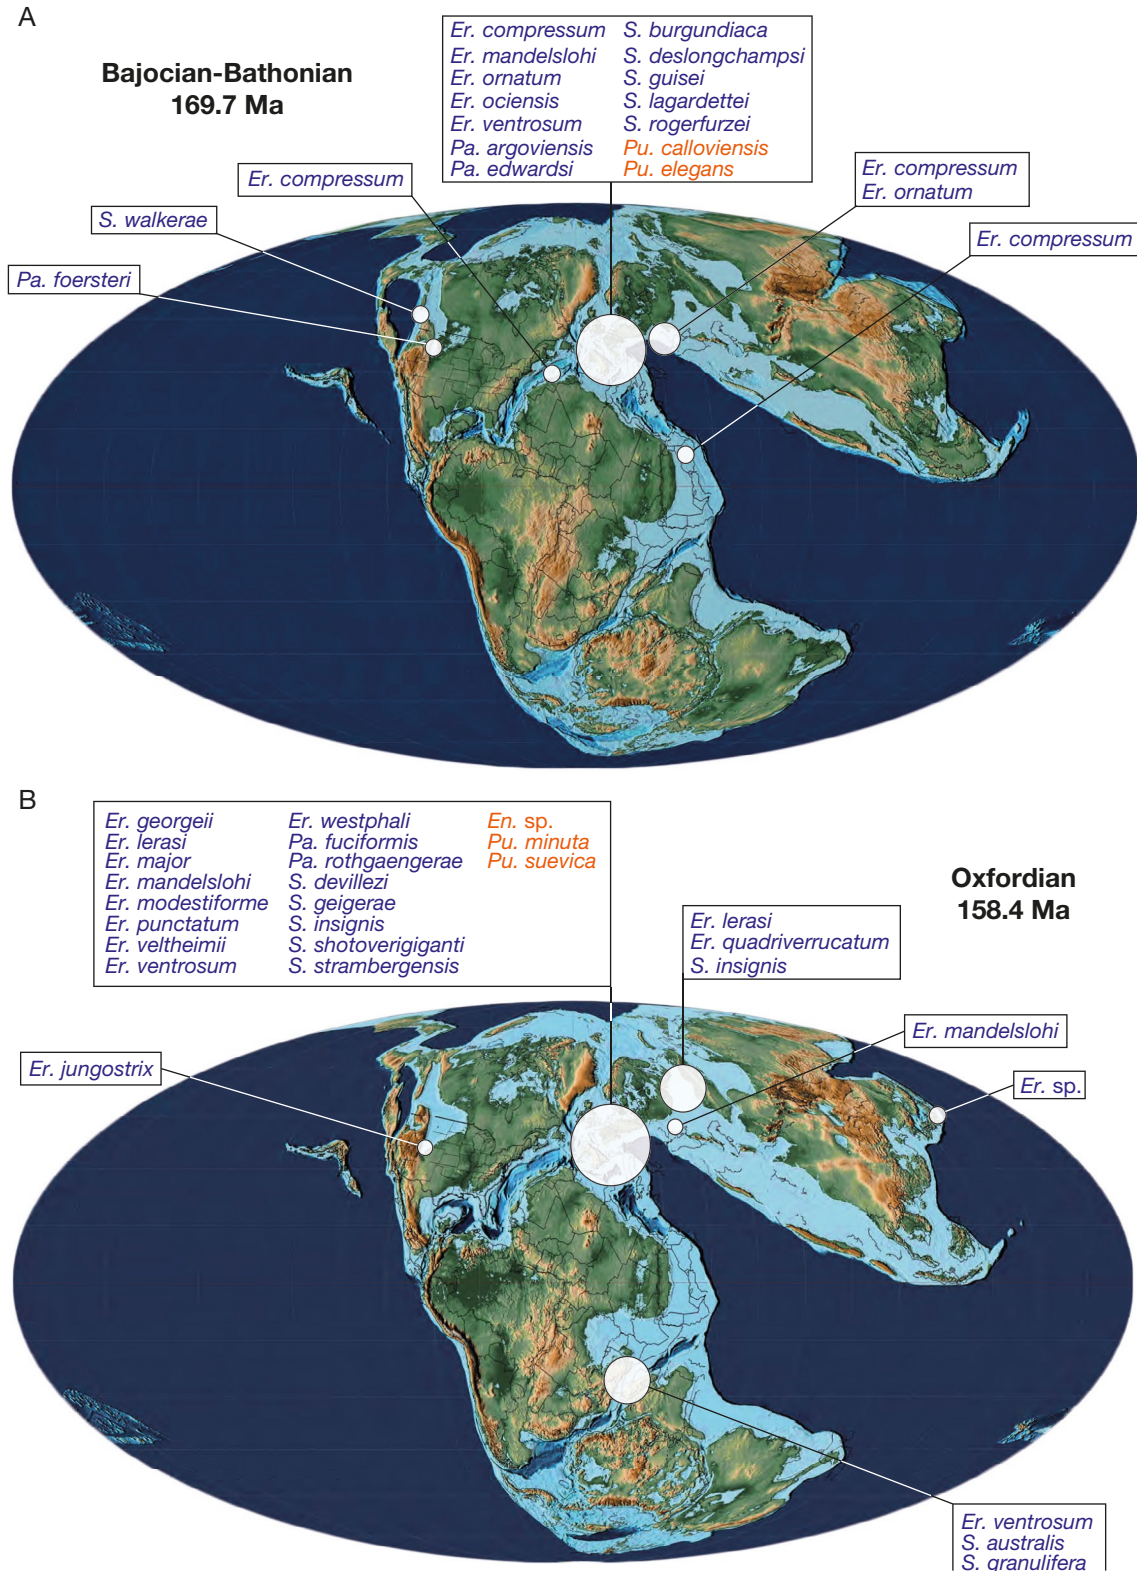 A
Bajocian-Bathonian
169.7 Ma
Er. compressum S. burgundiaca
Er. mandelslohi S. deslongchampsi
Er. ornatum S. guisei
Er. ociensis S. lagardettei
Er. ventrosum S. rogerfurzei
Pa. argoviensis Pu. calloviensis
Pa. edwardsi Pu. elegans
Er. compressum
Er. compressum
Er. ornatum
S. walkerae
Er. compressum
Pa. foersteri
B
Er. georgeii Er. westphali En. sp.
Er. lerasi Pa. fuciformis Pu. minuta
Er. major Pa. rothgaengerae Pu. suevica
Er. mandelslohi S. devillezi
Er. modestiforme S. geigerae
Er. punctatum S. insignis
Er. veltheimii S. shotoverigiganti
Er. ventrosum S. strambergensis
Oxfordian
158.4 Ma
Er. lerasi
Er. quadriverrucatum
S. insignis
Er. mandelslohi
Er. jungostrix
Er. sp.
Er. ventrosum
S. australis
S. granulifera